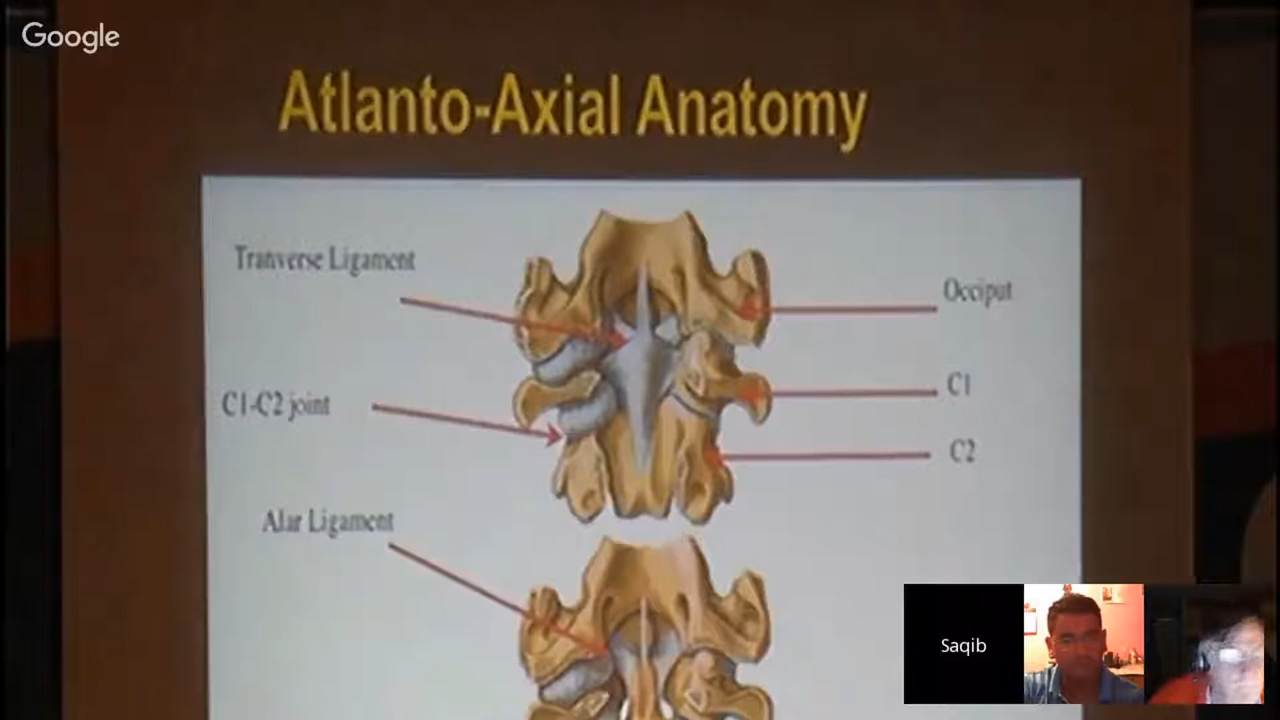 Google
Atlanto-Axial Anatomy
Tranverse Ligament
Occiput
C1-C2 joint
C1
C2
Alar Ligament
Saqib